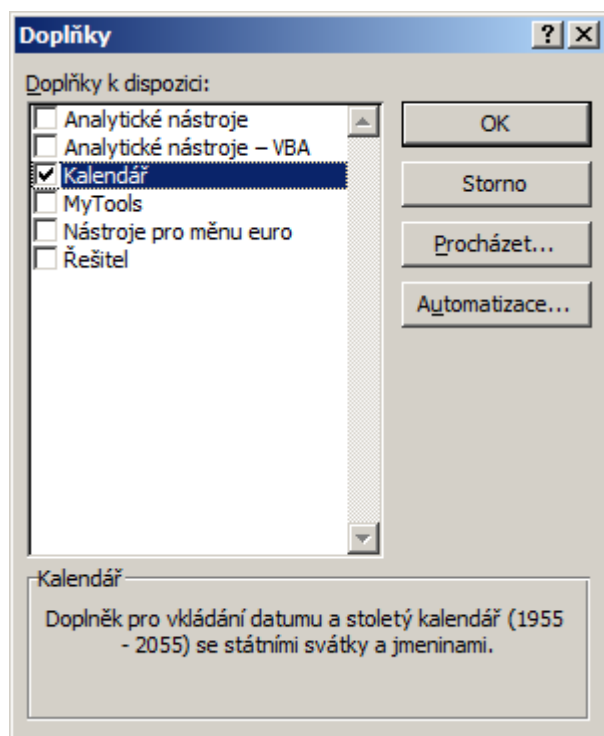 Doplňky
Doplňky k dispozici:
Analytické nástroje
Analytické nástroje – VBA
Kalendář
MyTools
Nástroje pro měnu euro
Řešitel
OK
Storno
Procházet...
Automatizace...
Kalendář
Doplněk pro vkládání datumu a stoletý kalendář (1955
- 2055) se státními svátky a jmeninami.